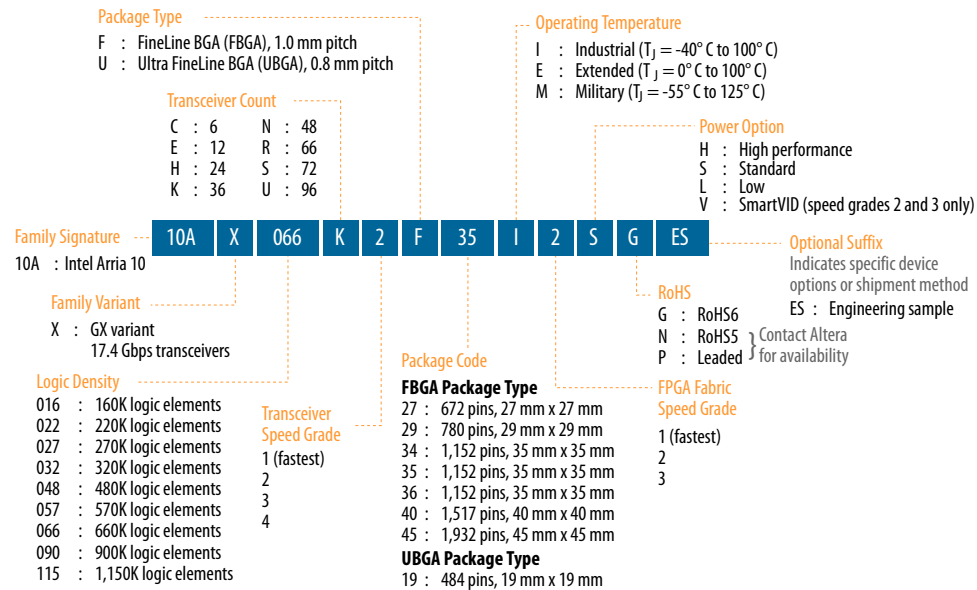 Package Type
F : FineLine BGA (FBGA), 1.0 mm pitch
U : Ultra FineLine BGA (UBGA), 0.8 mm pitch
Operating Temperature
I : Industrial (TJ = -40° C to 100° C)
E : Extended (T J = 0° C to 100° C)
M : Military (TJ = -55° C to 125° C)
Transceiver Count
C : 6 N : 48
E : 12 R : 66
H : 24 S : 72
K : 36 U : 96
Power Option
H : High performance
S : Standard
L : Low
V : SmartVID (speed grades 2 and 3 only)
Family Signature
10A : Intel Arria 10
10A X 066 K 2 F 35 I 2 S G ES
Optional Suffix
Indicates specific device
options or shipment method
ES : Engineering sample
Family Variant
X : GX variant
17.4 Gbps transceivers
RoHS
G : RoHS6
N : RoHS5
P : Leaded
} Contact Altera
for availability
Logic Density
016 : 160K logic elements
022 : 220K logic elements
027 : 270K logic elements
032 : 320K logic elements
048 : 480K logic elements
057 : 570K logic elements
066 : 660K logic elements
090 : 900K logic elements
115 : 1,150K logic elements
Transceiver
Speed Grade
1 (fastest)
2
3
4
Package Code
FBGA Package Type
27 : 672 pins, 27 mm x 27 mm
29 : 780 pins, 29 mm x 29 mm
34 : 1,152 pins, 35 mm x 35 mm
35 : 1,152 pins, 35 mm x 35 mm
36 : 1,152 pins, 35 mm x 35 mm
40 : 1,517 pins, 40 mm x 40 mm
45 : 1,932 pins, 45 mm x 45 mm
UBGA Package Type
19 : 484 pins, 19 mm x 19 mm
FPGA Fabric
Speed Grade
1 (fastest)
2
3